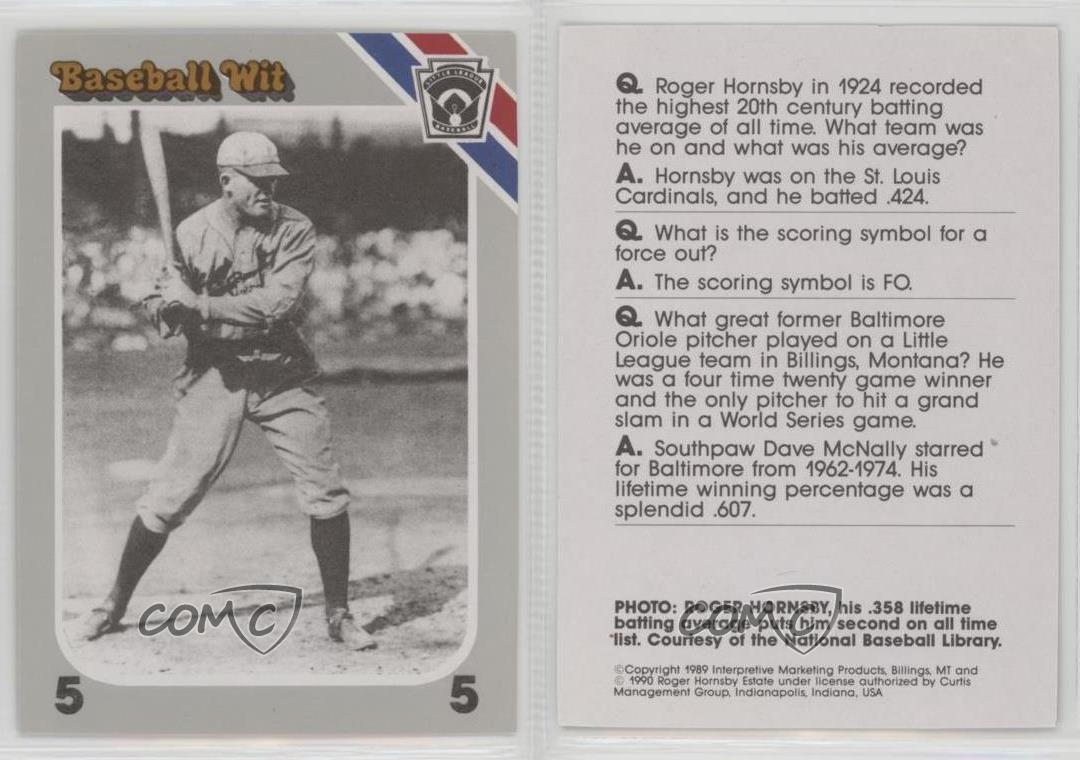 Baseball Wit
LITTLE LEAGUE
BASEBALL
5
5
COMC
Q. Roger Hornsby in 1924 recorded
the highest 20th century batting
average of all time. What team was
he on and what was his average?
A. Hornsby was on the St. Louis
Cardinals, and he batted .424.
Q. What is the scoring symbol for a
force out?
A. The scoring symbol is FO.
Q. What great former Baltimore
Oriole pitcher played on a Little
League team in Billings, Montana? He
was a four time twenty game winner
and the only pitcher to hit a grand
slam in a World Series game.
A. Southpaw Dave McNally starred
for Baltimore from 1962-1974. His
lifetime winning percentage was a
splendid .607.
PHOTO: ROGER HORNSBY, his .358 lifetime
batting average puts him second on all time
list. Courtesy of the National Baseball Library.
COMC
©Copyright 1989 Interpretive Marketing Products, Billings, MT and
© 1990 Roger Hornsby Estate under license authorized by Curtis
Management Group, Indianapolis, Indiana, USA